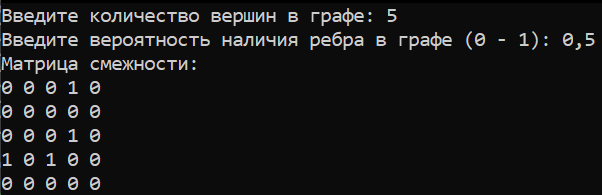 Введите количество вершин в графе: 5
Введите вероятность наличия ребра в графе (0 - 1): 0,5
Матрица смежности:
0 0 0 1 0
0 0 0 0 0
0 0 0 1 0
1 0 1 0 0
0 0 0 0 0